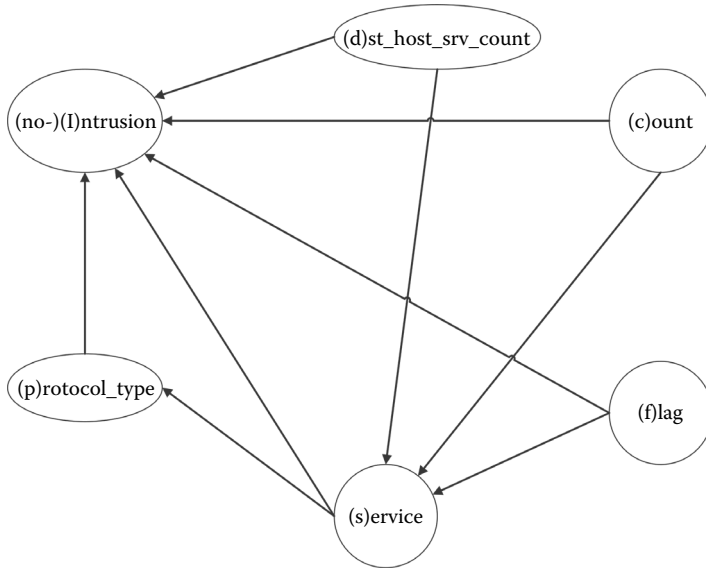 (d)st_host_srv_count
(no-)(I)ntrusion
(c)ount
(p)rotocol_type
(f)lag
(s)ervice